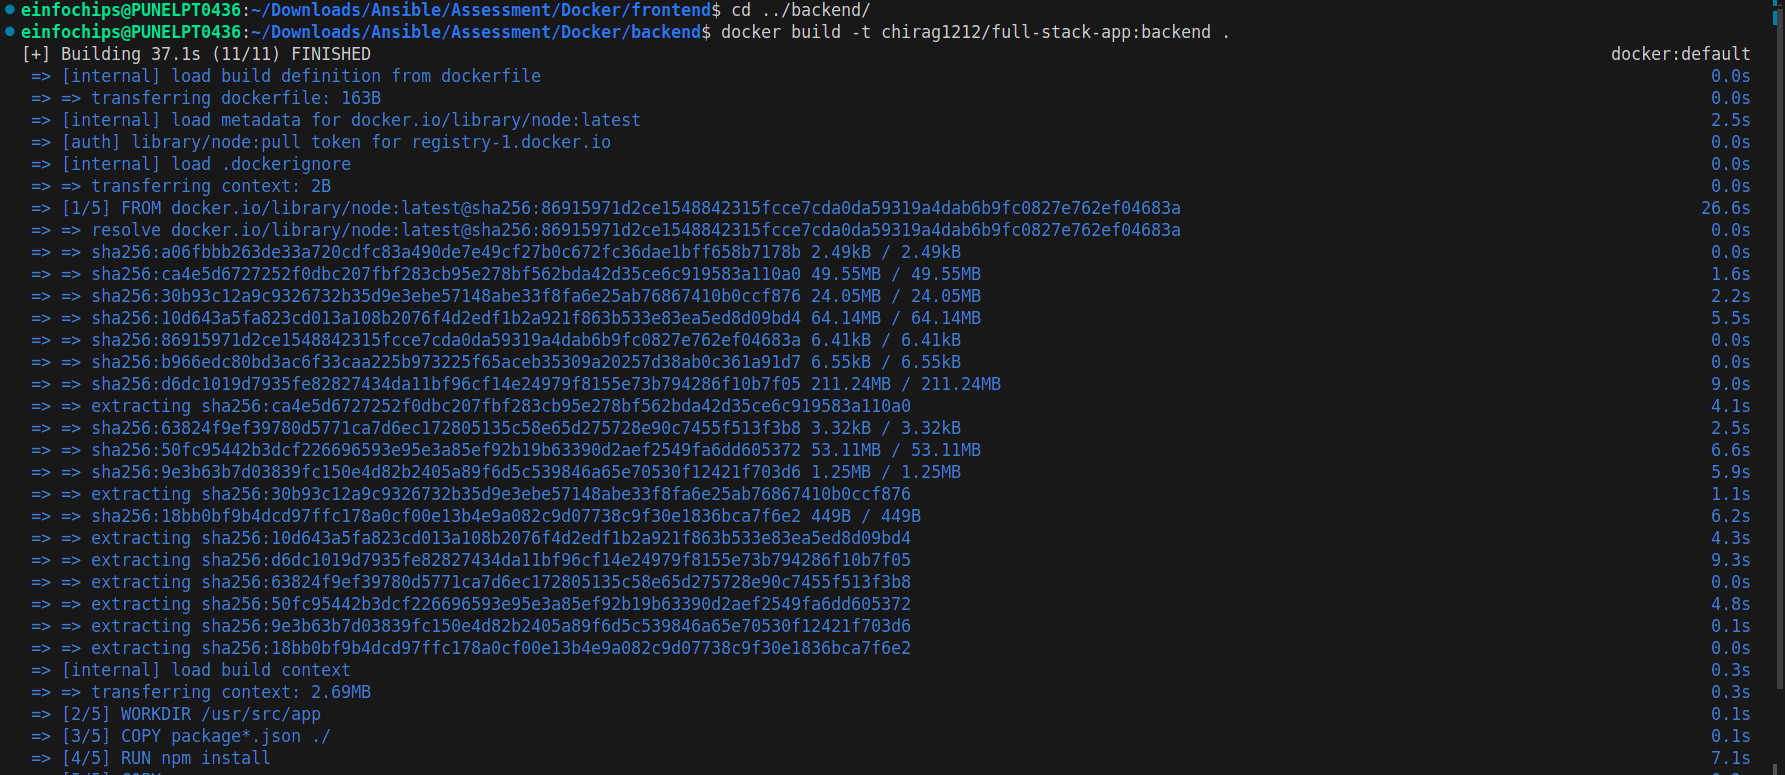 einfochips@PUNELPT0436:~/Downloads/Ansible/Assessment/Docker/frontend$ cd ../backend/
einfochips@PUNELPT0436:~/Downloads/Ansible/Assessment/Docker/backend$ docker build -t chirag1212/full-stack-app:backend .
[+] Building 37.1s (11/11) FINISHED docker:default
=> [internal] load build definition from dockerfile 0.0s
=> => transferring dockerfile: 163B 0.0s
=> [internal] load metadata for docker.io/library/node:latest 2.5s
=> [auth] library/node:pull token for registry-1.docker.io 0.0s
=> [internal] load .dockerignore 0.0s
=> => transferring context: 2B 0.0s
=> [1/5] FROM docker.io/library/node:latest@sha256:86915971d2ce1548842315fcce7cda0da59319a4dab6b9fc0827e762ef04683a 26.6s
=> => resolve docker.io/library/node:latest@sha256:86915971d2ce1548842315fcce7cda0da59319a4dab6b9fc0827e762ef04683a 0.0s
=> => sha256:a06fbbb263de33a720cdfc83a490de7e49cf27b0c672fc36dae1bff658b7178b 2.49kB / 2.49kB 0.0s
=> => sha256:ca4e5d6727252f0dbc207fbf283cb95e278bf562bda42d35ce6c919583a110a0 49.55MB / 49.55MB 1.6s
=> => sha256:30b93c12a9c9326732b35d9e3ebe57148abe33f8fa6e25ab76867410b0ccf876 24.05MB / 24.05MB 2.2s
=> => sha256:10d643a5fa823cd013a108b2076f4d2edf1b2a921f863b533e83ea5ed8d09bd4 64.14MB / 64.14MB 5.5s
=> => sha256:86915971d2ce1548842315fcce7cda0da59319a4dab6b9fc0827e762ef04683a 6.41kB / 6.41kB 0.0s
=> => sha256:b966edc80bd3ac6f33caa225b973225f65aceb35309a20257d38ab0c361a91d7 6.55kB / 6.55kB 0.0s
=> => sha256:d6dc1019d7935fe82827434da11bf96cf14e24979f8155e73b794286f10b7f05 211.24MB / 211.24MB 9.0s
=> => extracting sha256:ca4e5d6727252f0dbc207fbf283cb95e278bf562bda42d35ce6c919583a110a0 4.1s
=> => sha256:63824f9ef39780d5771ca7d6ec172805135c58e65d275728e90c7455f513f3b8 3.32kB / 3.32kB 2.5s
=> => sha256:50fc95442b3dcf226696593e95e3a85ef92b19b63390d2aef2549fa6dd605372 53.11MB / 53.11MB 6.6s
=> => sha256:9e3b63b7d03839fc150e4d82b2405a89f6d5c539846a65e70530f12421f703d6 1.25MB / 1.25MB 5.9s
=> => extracting sha256:30b93c12a9c9326732b35d9e3ebe57148abe33f8fa6e25ab76867410b0ccf876 1.1s
=> => sha256:18bb0bf9b4dcd97ffc178a0cf00e13b4e9a082c9d07738c9f30e1836bca7f6e2 449B / 449B 6.2s
=> => extracting sha256:10d643a5fa823cd013a108b2076f4d2edf1b2a921f863b533e83ea5ed8d09bd4 4.3s
=> => extracting sha256:d6dc1019d7935fe82827434da11bf96cf14e24979f8155e73b794286f10b7f05 9.3s
=> => extracting sha256:63824f9ef39780d5771ca7d6ec172805135c58e65d275728e90c7455f513f3b8 0.0s
=> => extracting sha256:50fc95442b3dcf226696593e95e3a85ef92b19b63390d2aef2549fa6dd605372 4.8s
=> => extracting sha256:9e3b63b7d03839fc150e4d82b2405a89f6d5c539846a65e70530f12421f703d6 0.1s
=> => extracting sha256:18bb0bf9b4dcd97ffc178a0cf00e13b4e9a082c9d07738c9f30e1836bca7f6e2 0.0s
=> [internal] load build context 0.3s
=> => transferring context: 2.69MB 0.3s
=> [2/5] WORKDIR /usr/src/app 0.1s
=> [3/5] COPY package*.json ./ 0.1s
=> [4/5] RUN npm install 7.1s